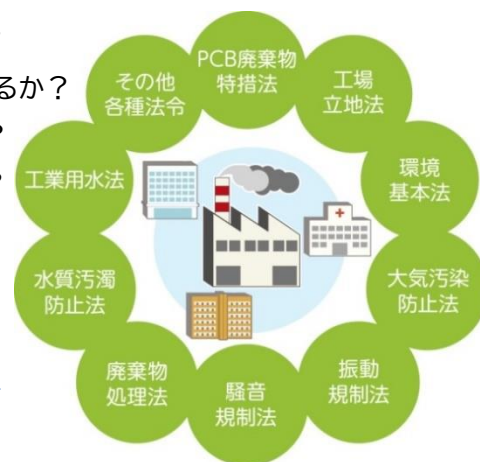 るか？
PCB廃棄物
特措法
工場
立地法
環境
基本法
大気汚染
防止法
振動
規制法
騒音
規制法
廃棄物
処理法
水質汚濁
防止法
工業用水法
その他
各種法令